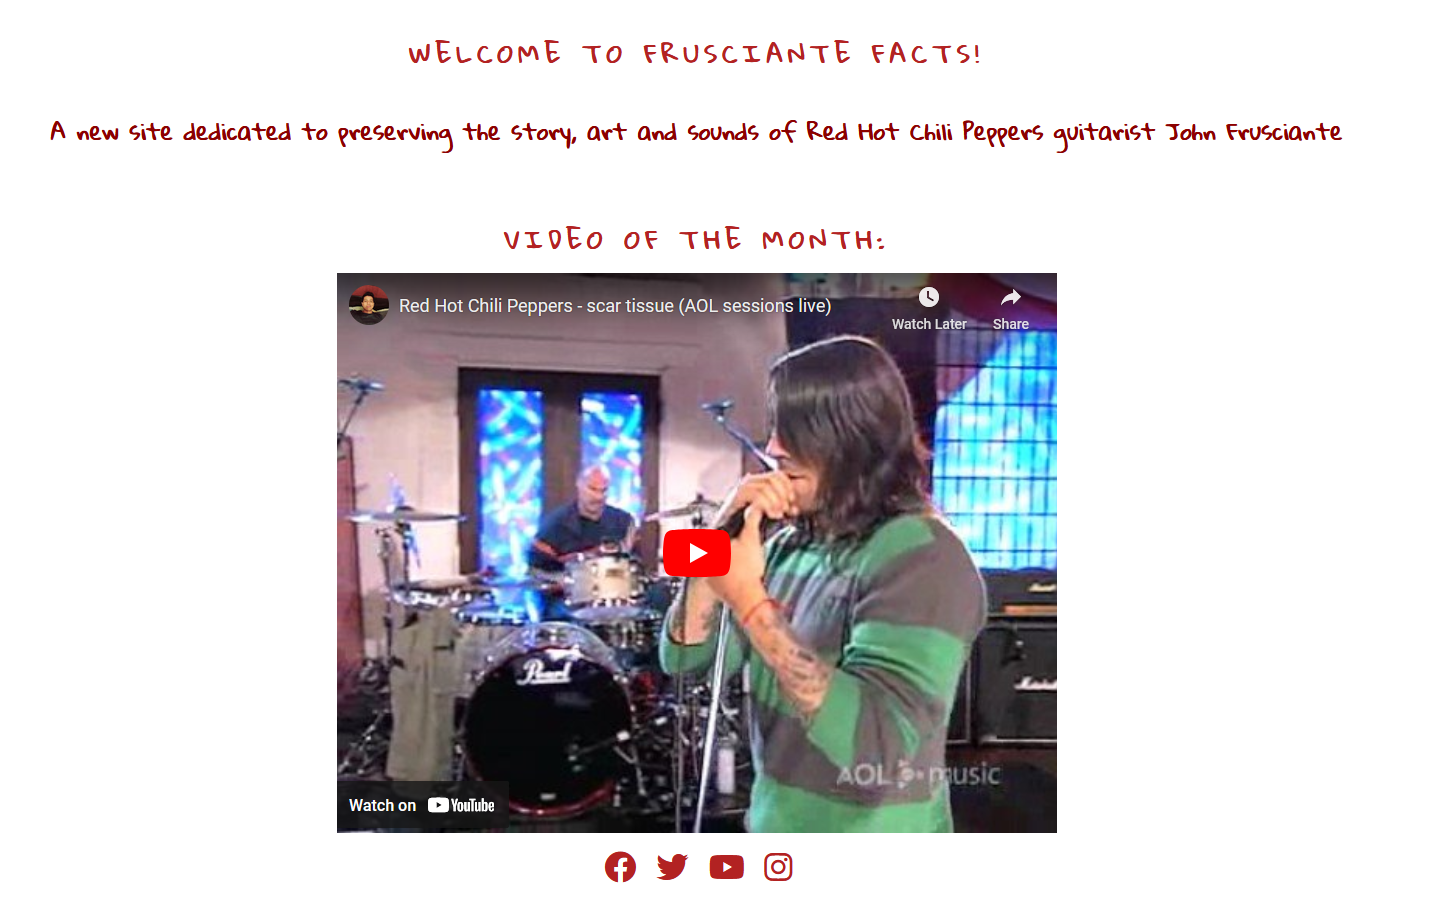 WELCOME TO FRUSCIANTE FACTS!
A new site dedicated to preserving the story, art and sounds of Red Hot Chili Peppers guitarist John Frusciante
VIDEO OF THE MONTH:
Red Hot Chili Peppers - scar tissue (AOL sessions live)
Watch Later
Share
Pearl
Marshall
AOL music
Watch on YouTube